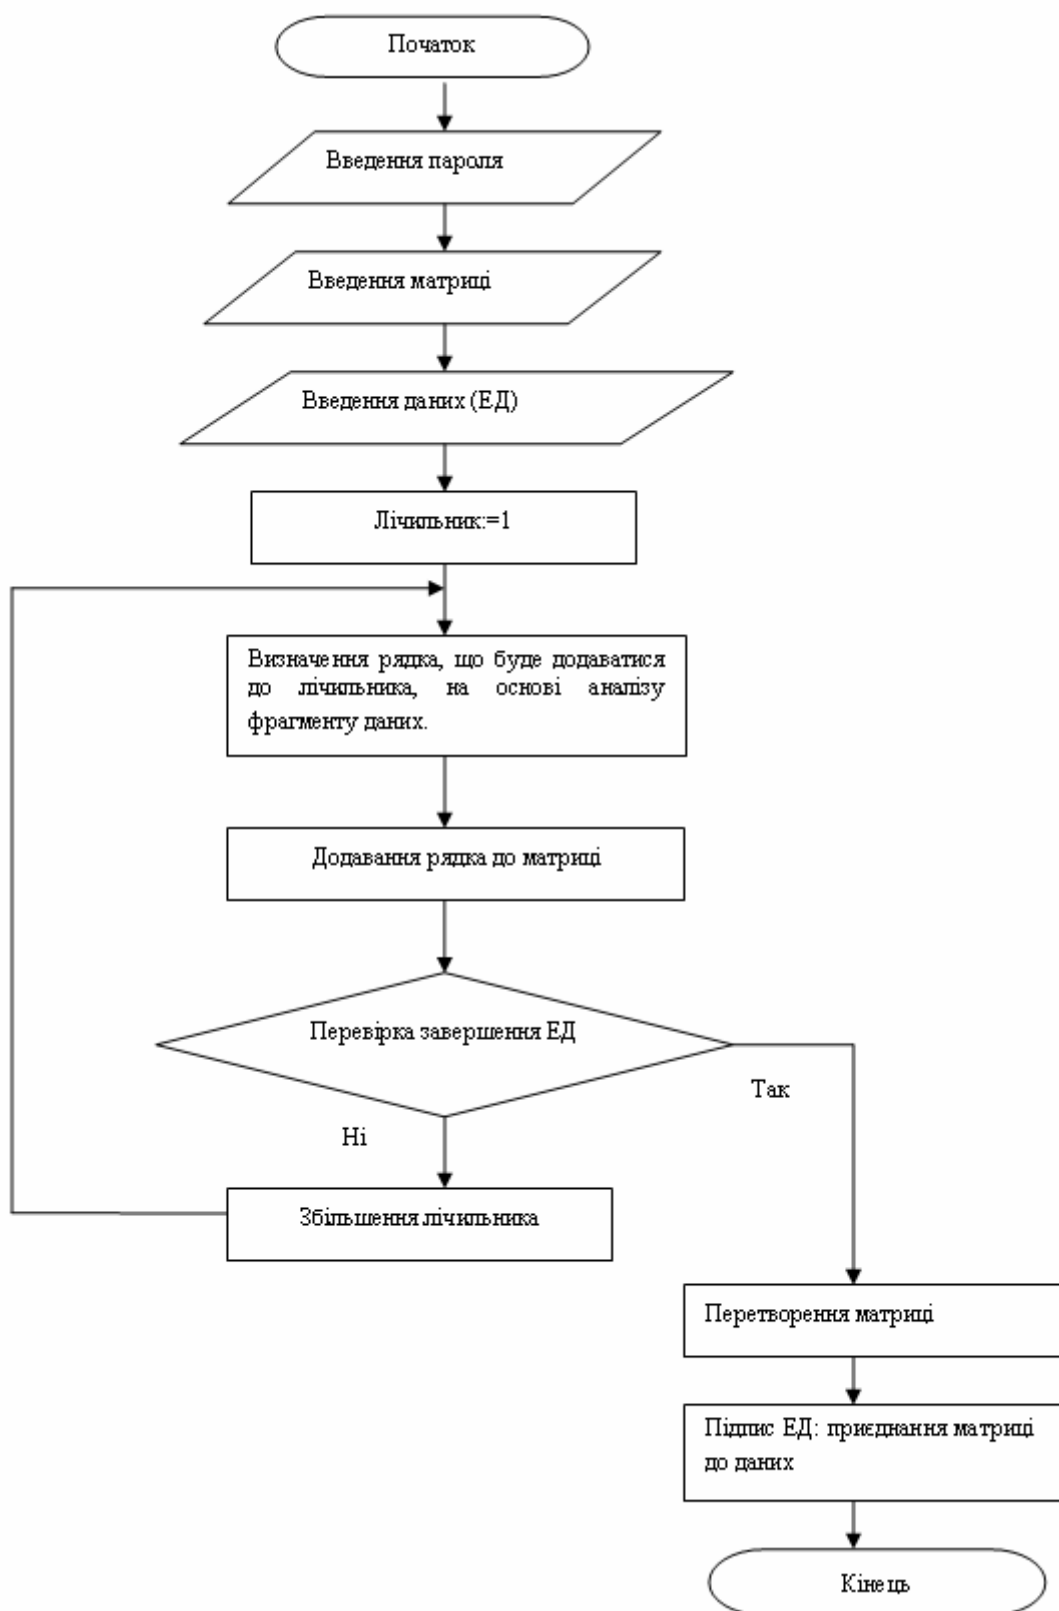 Початок
Введення пароля
Введення матриці
Введення даних (ЕД)
Лічильник:=1
Визначення рядка, що буде додаватися
до лічильника, на основі аналізу
фрагменту даних.
Додавання рядка до матриці
Перевірка завершення ЕД
Так
Ні
Збільшення лічильника
Перетворення матриці
Підпис ЕД: приєднання матриці
до даних
Кінець